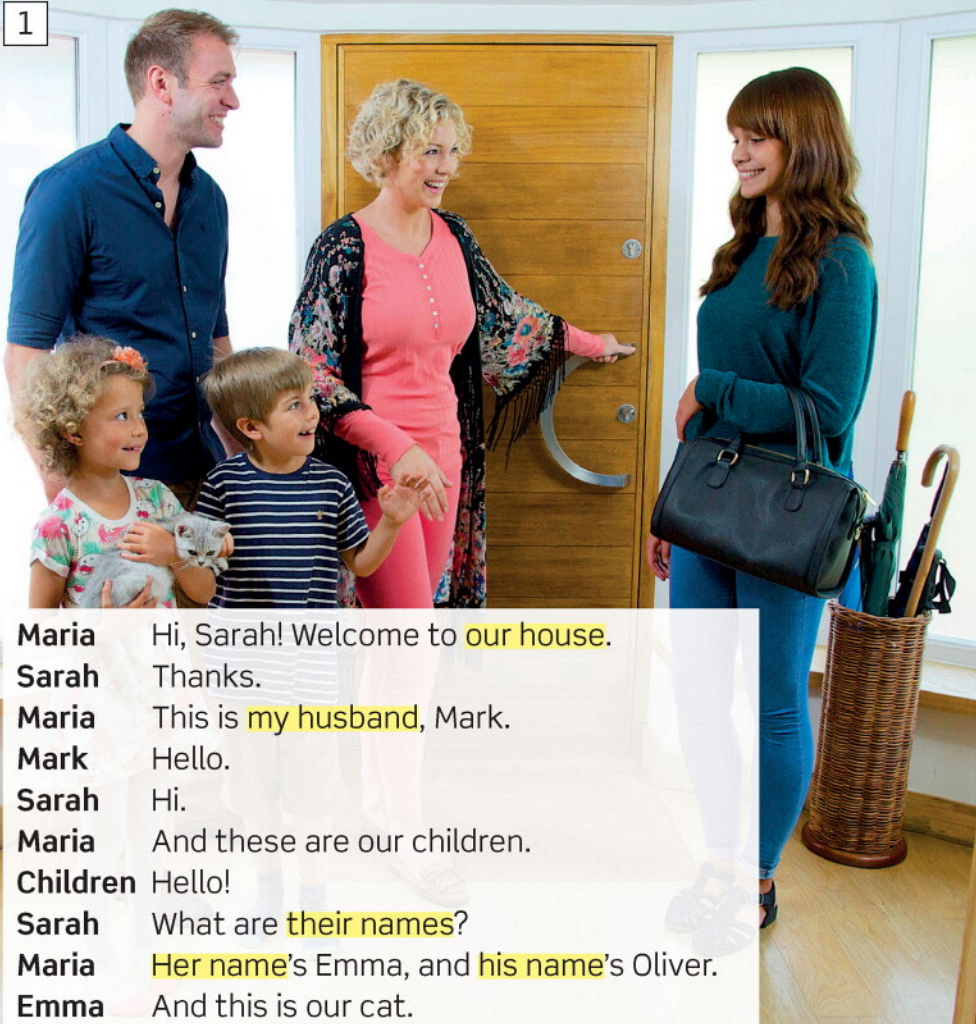 1
Maria Hi, Sarah! Welcome to our house.
Sarah Thanks.
Maria This is my husband, Mark.
Mark Hello.
Sarah Hi.
Maria And these are our children.
Children Hello!
Sarah What are their names?
Maria Her name's Emma, and his name's Oliver.
Emma And this is our cat.